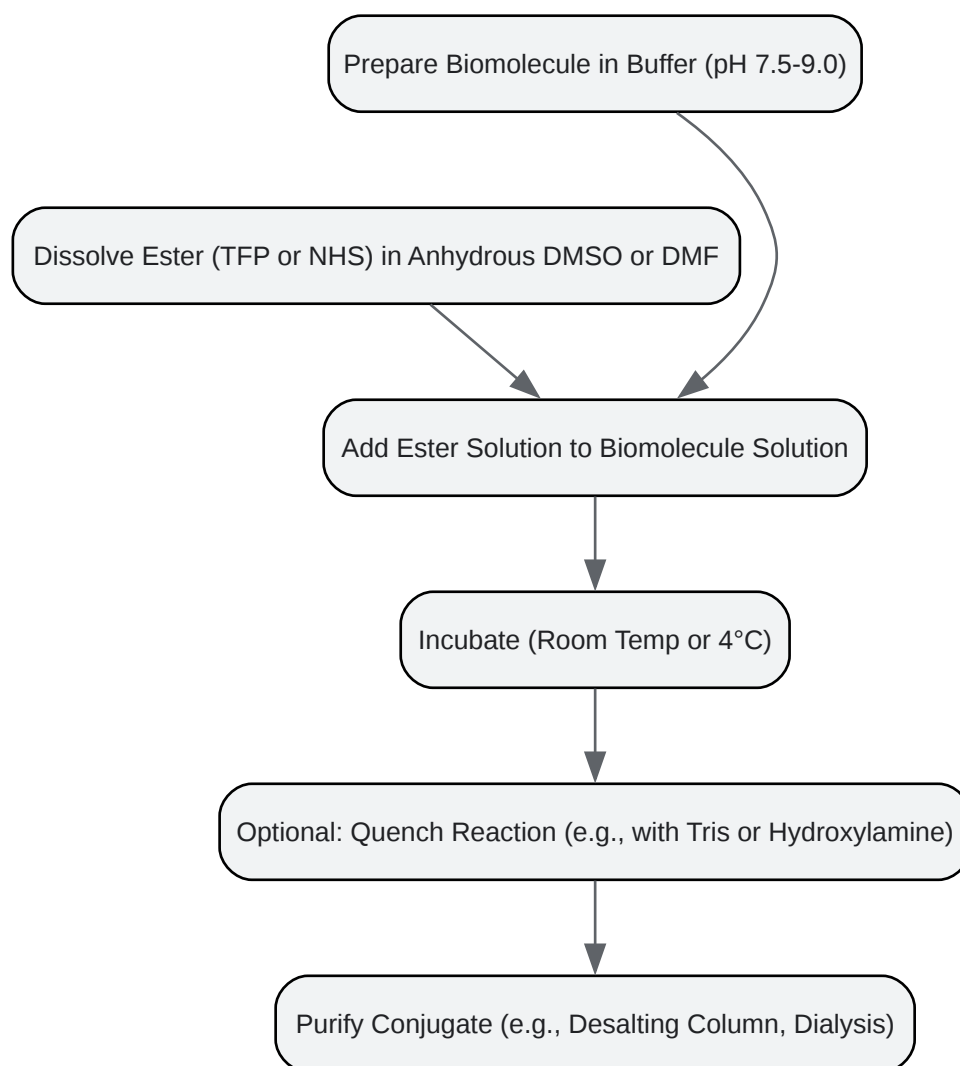 Prepare Biomolecule in Buffer (pH 7.5-9.0)
Dissolve Ester (TFP or NHS) in Anhydrous DMSO or DMF
Add Ester Solution to Biomolecule Solution
Incubate (Room Temp or 4°C)
Optional: Quench Reaction (e.g., with Tris or Hydroxylamine)
Purify Conjugate (e.g., Desalting Column, Dialysis)